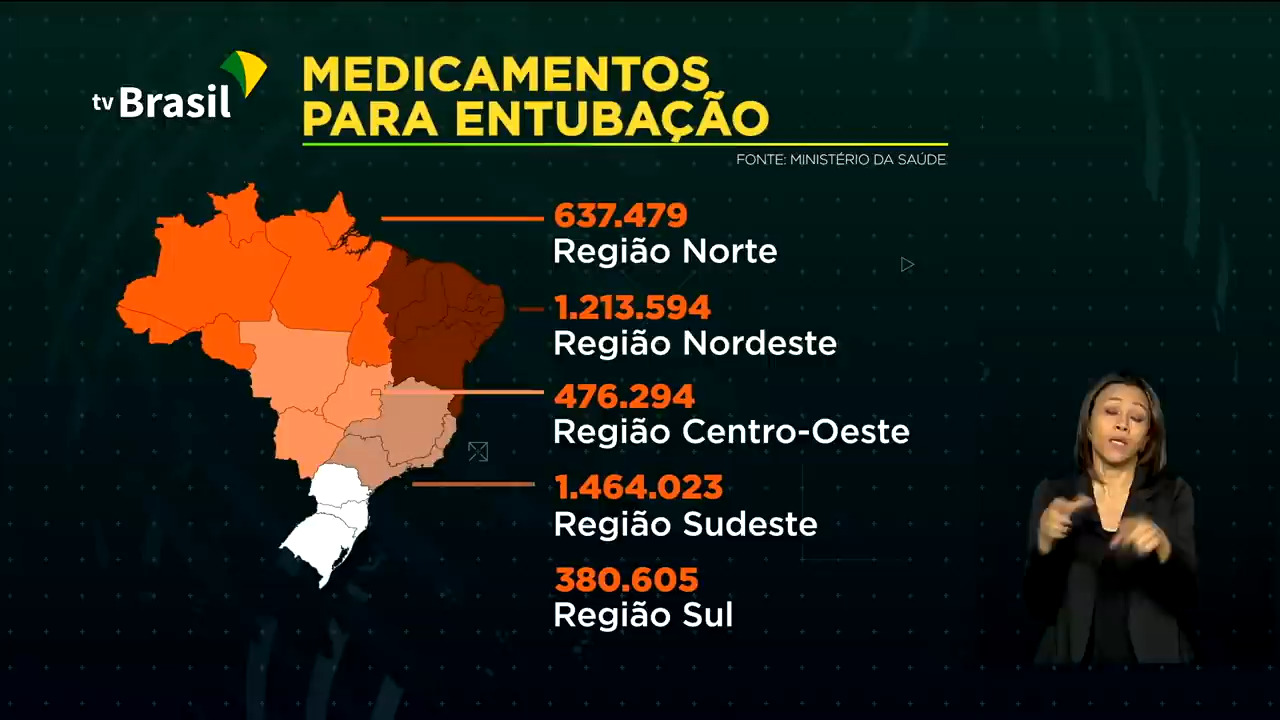 tv Brasil
MEDICAMENTOS
PARA ENTUBAÇÃO
FONTE: MINISTÉRIO DA SAÚDE
637.479
Região Norte
1.213.594
Região Nordeste
476.294
Região Centro-Oeste
1.464.023
Região Sudeste
380.605
Região Sul